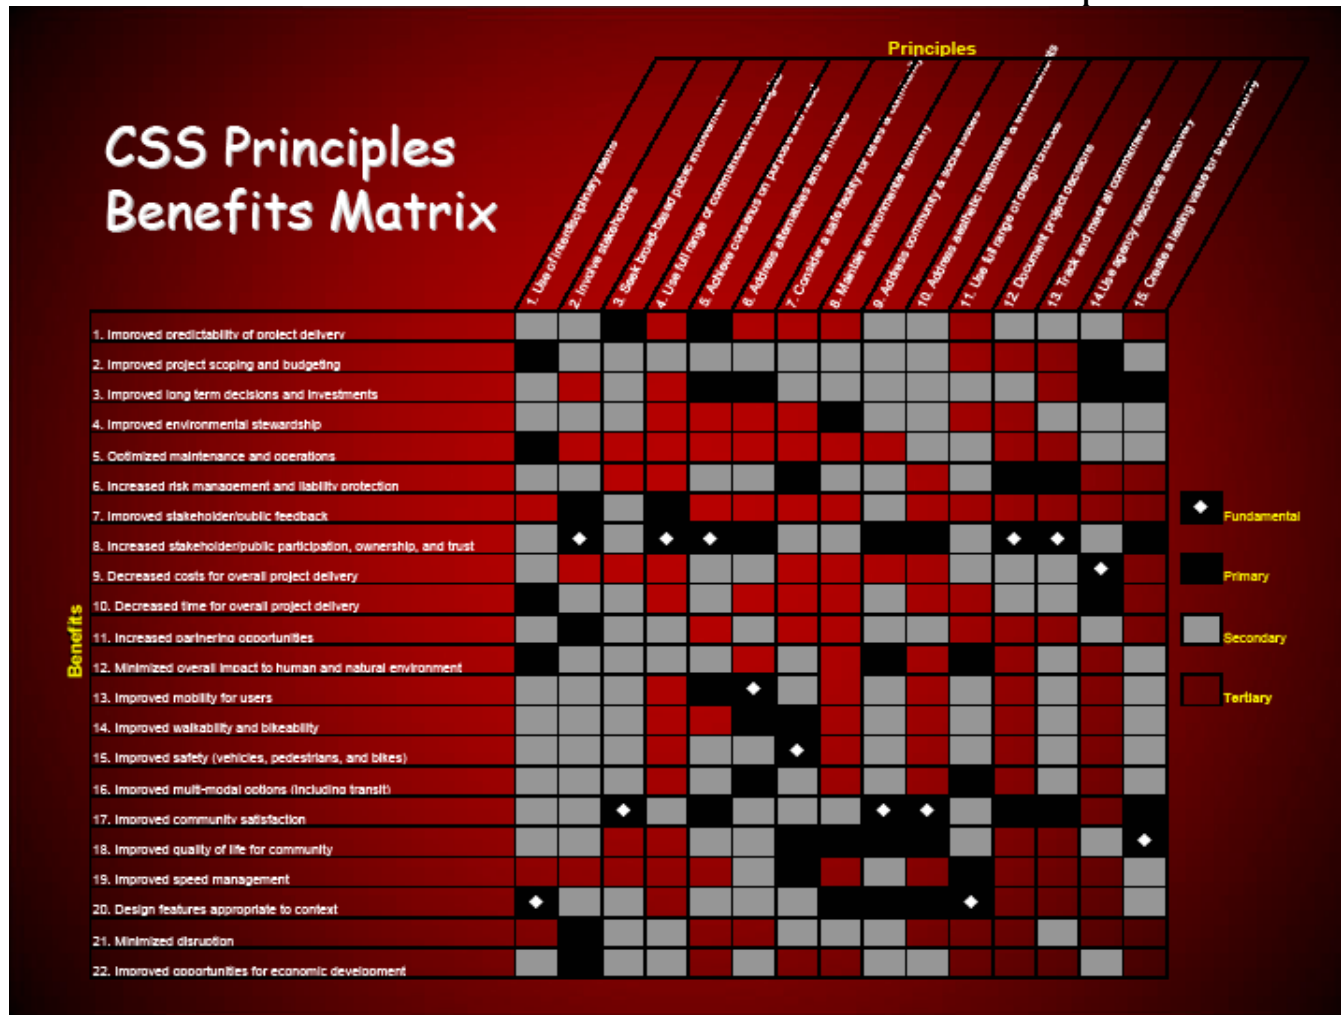 Principles
CSS Principles
Benefits Matrix
1. Use of interdisciplinary teams
2. Involve stakeholders
3. Seek broad-based public involvement
4. Use full range of communication strategies
5. Achieve consensus on purpose and need
6. Address alternatives and all modes
7. Consider a safe facility for users & community
8. Maintain environmental harmony
9. Address community & social issues
10. Address aesthetic treatments & enhancements
11. Use full range of design choices
12. Document project decisions
13. Track and meet all commitments
14.Use agency resources effectively
15. Create a lasting value for the community
Benefits
1. Improved predictability of project delivery
2. Improved project scoping and budgeting
3. Improved long term decisions and investments
4. Improved environmental stewardship
5. Optimized maintenance and operations
6. Increased risk management and liability protection
7. Improved stakeholder/public feedback
8. Increased stakeholder/public participation, ownership, and trust
9. Decreased costs for overall project delivery
10. Decreased time for overall project delivery
11. Increased partnering opportunities
12. Minimized overall impact to human and natural environment
13. Improved mobility for users
14. Improved walkability and bikeability
15. Improved safety (vehicles, pedestrians, and bikes)
16. Improved multi-modal options (including transit)
17. Improved community satisfaction
18. Improved quality of life for community
19. Improved speed management
20. Design features appropriate to context
21. Minimized disruption
22. Improved opportunities for economic development
Fundamental
Primary
Secondary
Tertiary